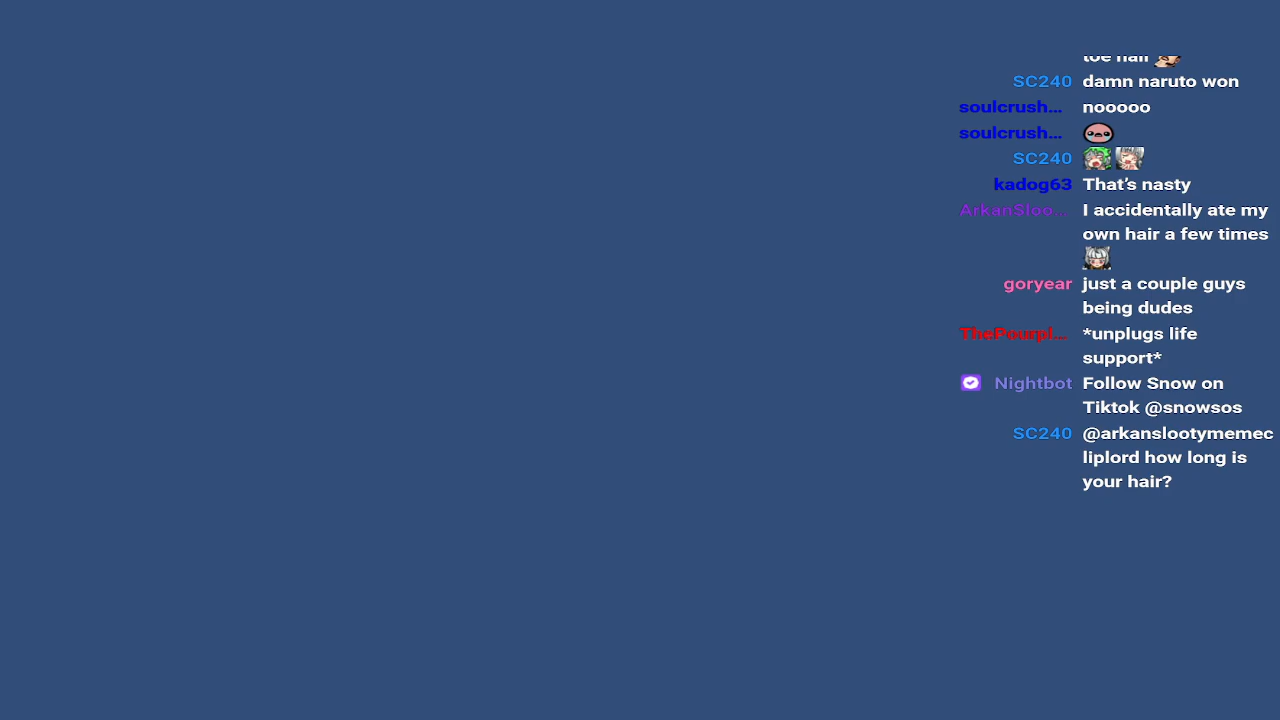 toe hair
SC240 damn naruto won
soulcrush... nooooo
soulcrush...
SC240
kadog63 That's nasty
ArkanSloo... I accidentally ate my
own hair a few times
goryear just a couple guys
being dudes
ThePourpl... *unplugs life
support*
Nightbot Follow Snow on
Tiktok @snowsos
SC240 @arkanslootymemec
liplord how long is
your hair?